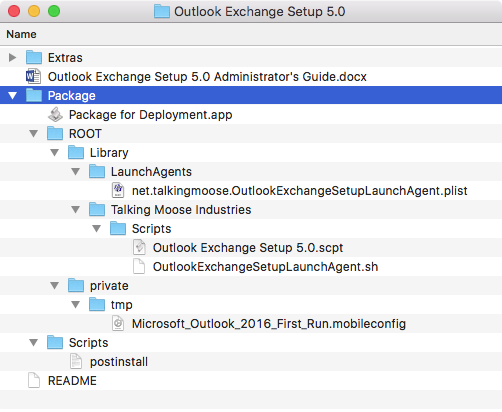 Outlook Exchange Setup 5.0
Name
Extras
Outlook Exchange Setup 5.0 Administrator's Guide.docx
Package
Package for Deployment.app
ROOT
Library
LaunchAgents
net.talkingmoose.OutlookExchangeSetupLaunchAgent.plist
Talking Moose Industries
Scripts
Outlook Exchange Setup 5.0.scpt
OutlookExchangeSetupLaunchAgent.sh
private
tmp
Microsoft_Outlook_2016_First_Run.mobileconfig
Scripts
postinstall
README